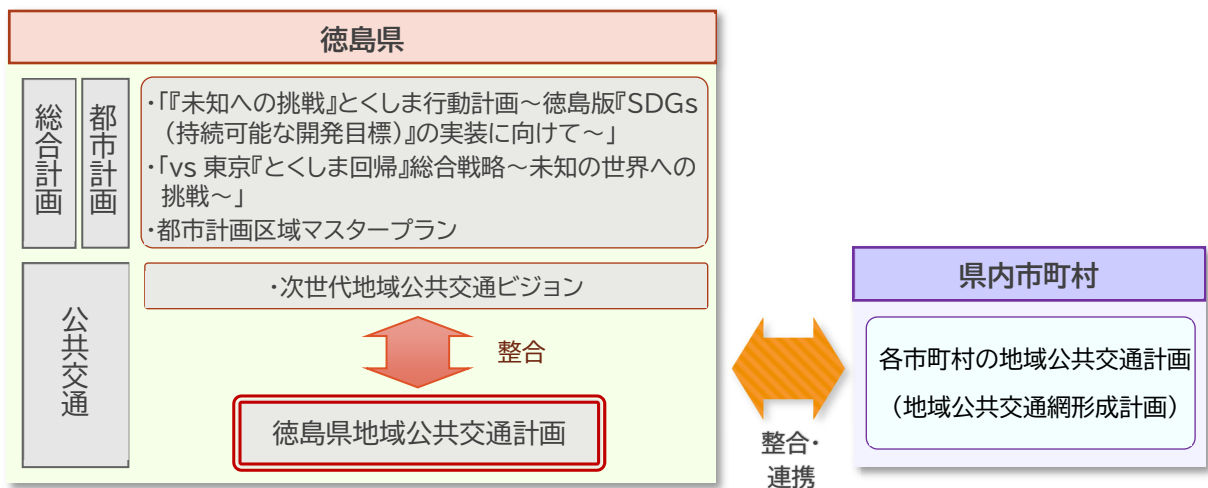 徳島県
総合計画
都市計画
・「『未知への挑戦』とくしま行動計画～徳島版『SDGs
（持続可能な開発目標）』の実装に向けて～」
・「vs 東京『とくしま回帰』総合戦略～未知の世界への
挑戦～」
・都市計画区域マスタープラン
公共交通
・次世代地域公共交通ビジョン
整合
徳島県地域公共交通計画
整合・
連携
県内市町村
各市町村の地域公共交通計画
（地域公共交通網形成計画）